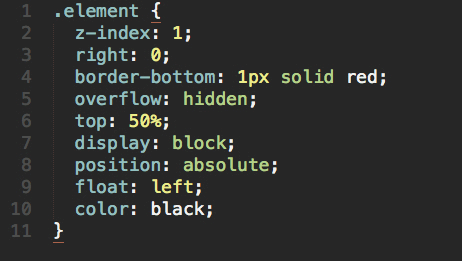 1 .element {
2   z-index: 1;
3   right: 0;
4   border-bottom: 1px solid red;
5   overflow: hidden;
6   top: 50%;
7   display: block;
8   position: absolute;
9   float: left;
10   color: black;
11 }